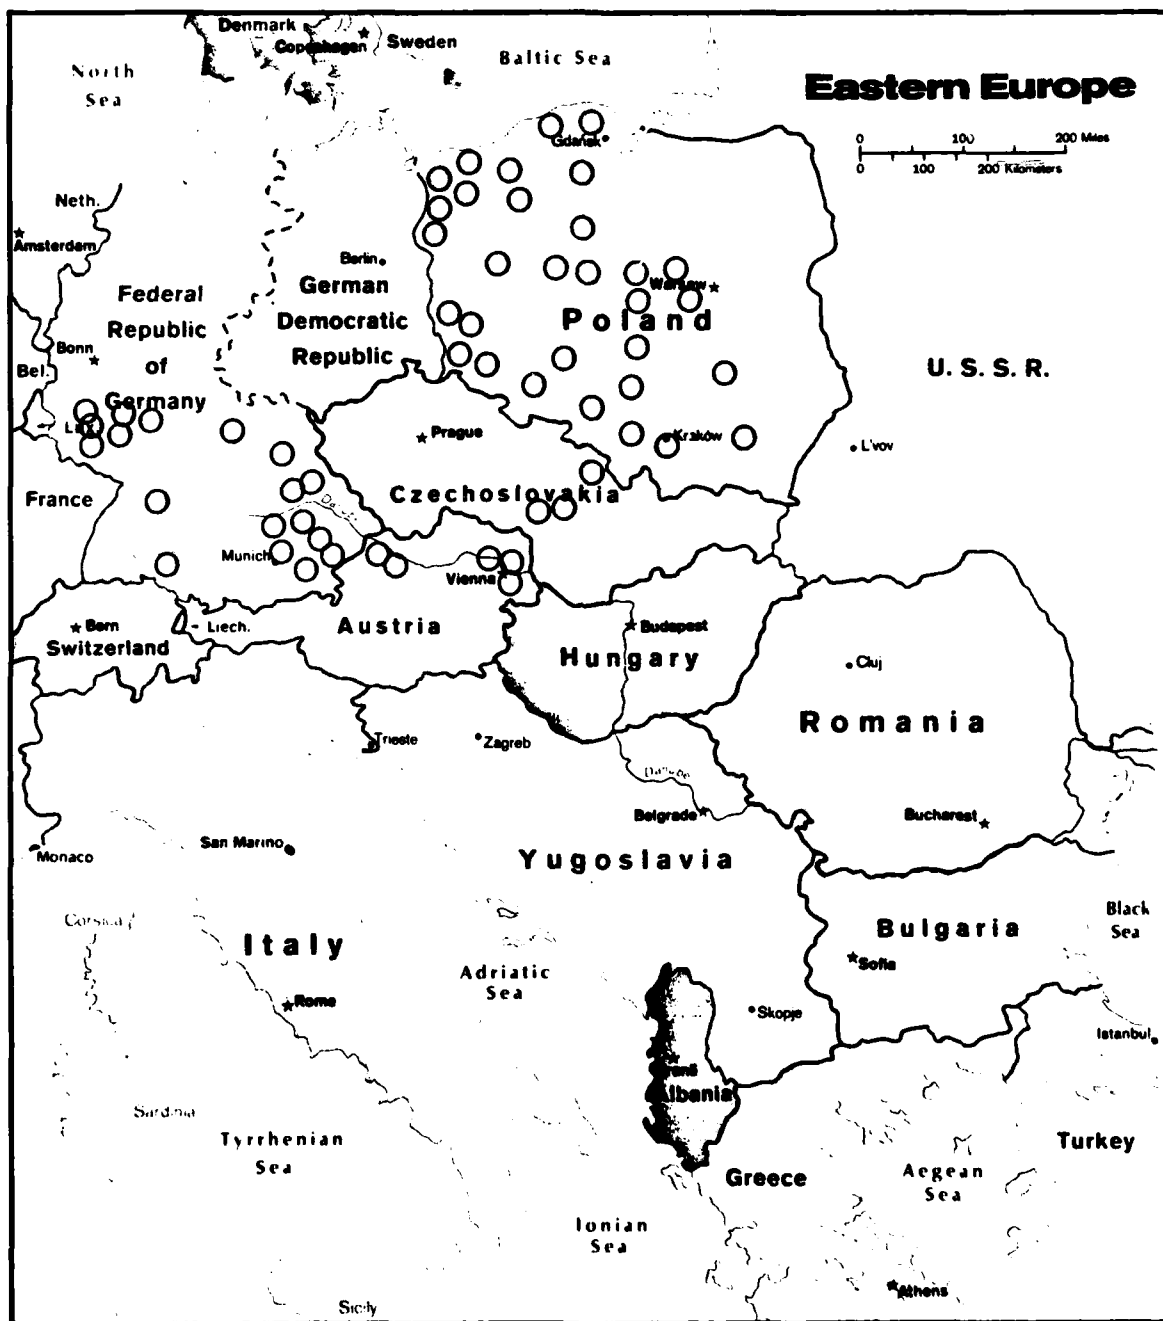 Eastern Europe
0 100 200 Miles
0 100 200 Kilometers
Denmark
Copenhagen
Sweden
Baltic Sea
North
Sea
Gdańsk
Neth.
Amsterdam
Berlin
German
Democratic
Republic
Federal
Republic
of
Germany
Bonn
Bel.
Lux.
Warsaw
Poland
U.S.S.R.
Prague
Kraków
L'vov
France
Czechoslovakia
Munich
Vienna
Bern
Switzerland
Liech.
Austria
Budapest
Hungary
Cluj
Romania
Trieste
Zagreb
Danube
Belgrade
Bucharest
Monaco
San Marino
Yugoslavia
Corsica
Italy
Adriatic
Sea
Bulgaria
Black
Sea
Sofia
Rome
Skopje
Istanbul
Albania
Sardinia
Tyrrhenian
Sea
Greece
Aegean
Sea
Turkey
Ionian
Sea
Athens
Sicily